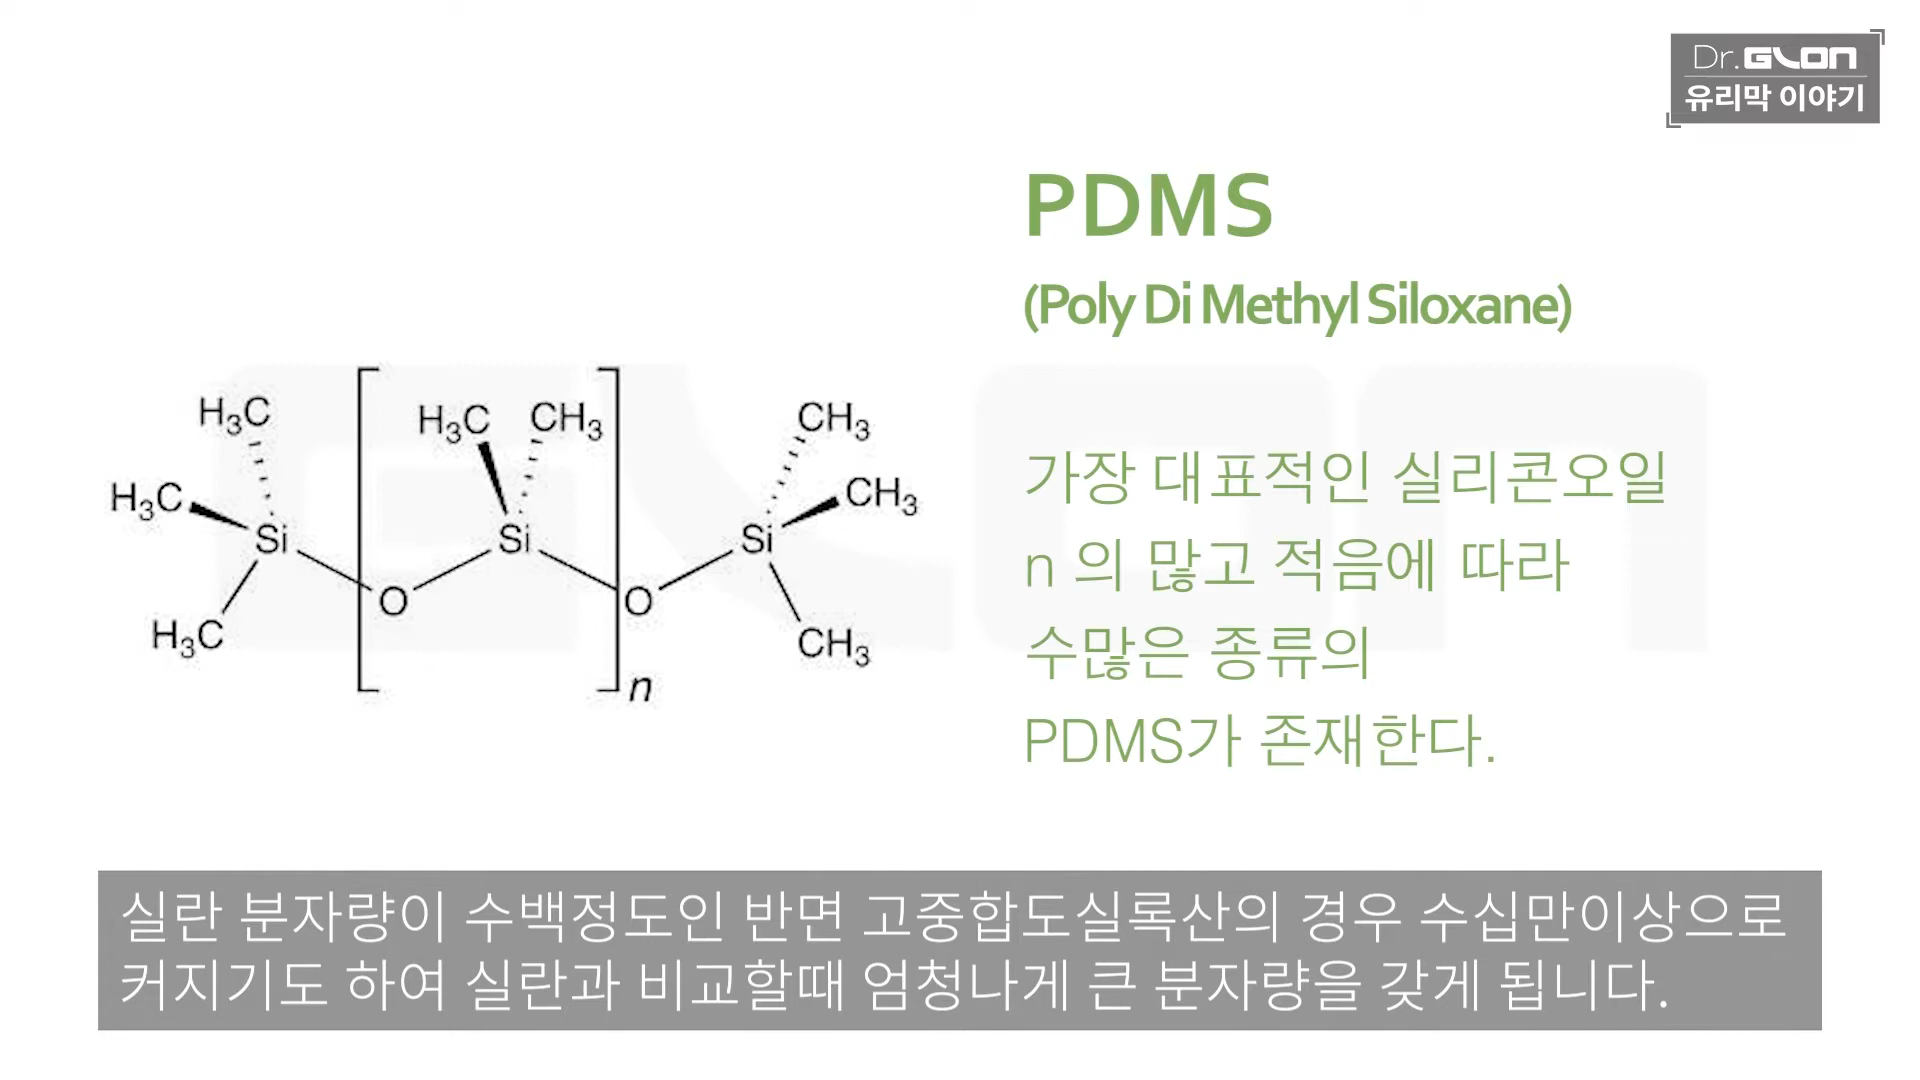 Dr.GLON
유리막 이야기
PDMS
(Poly Di Methyl Siloxane)
H₃C
H₃C
CH₃
CH₃
H₃C
CH₃
Si
Si
Si
O
O
H₃C
CH₃
n
가장 대표적인 실리콘오일
n 의 많고 적음에 따라
수많은 종류의
PDMS가 존재한다.
실란 분자량이 수백정도인 반면 고중합도실록산의 경우 수십만이상으로
커지기도 하여 실란과 비교할때 엄청나게 큰 분자량을 갖게 됩니다.